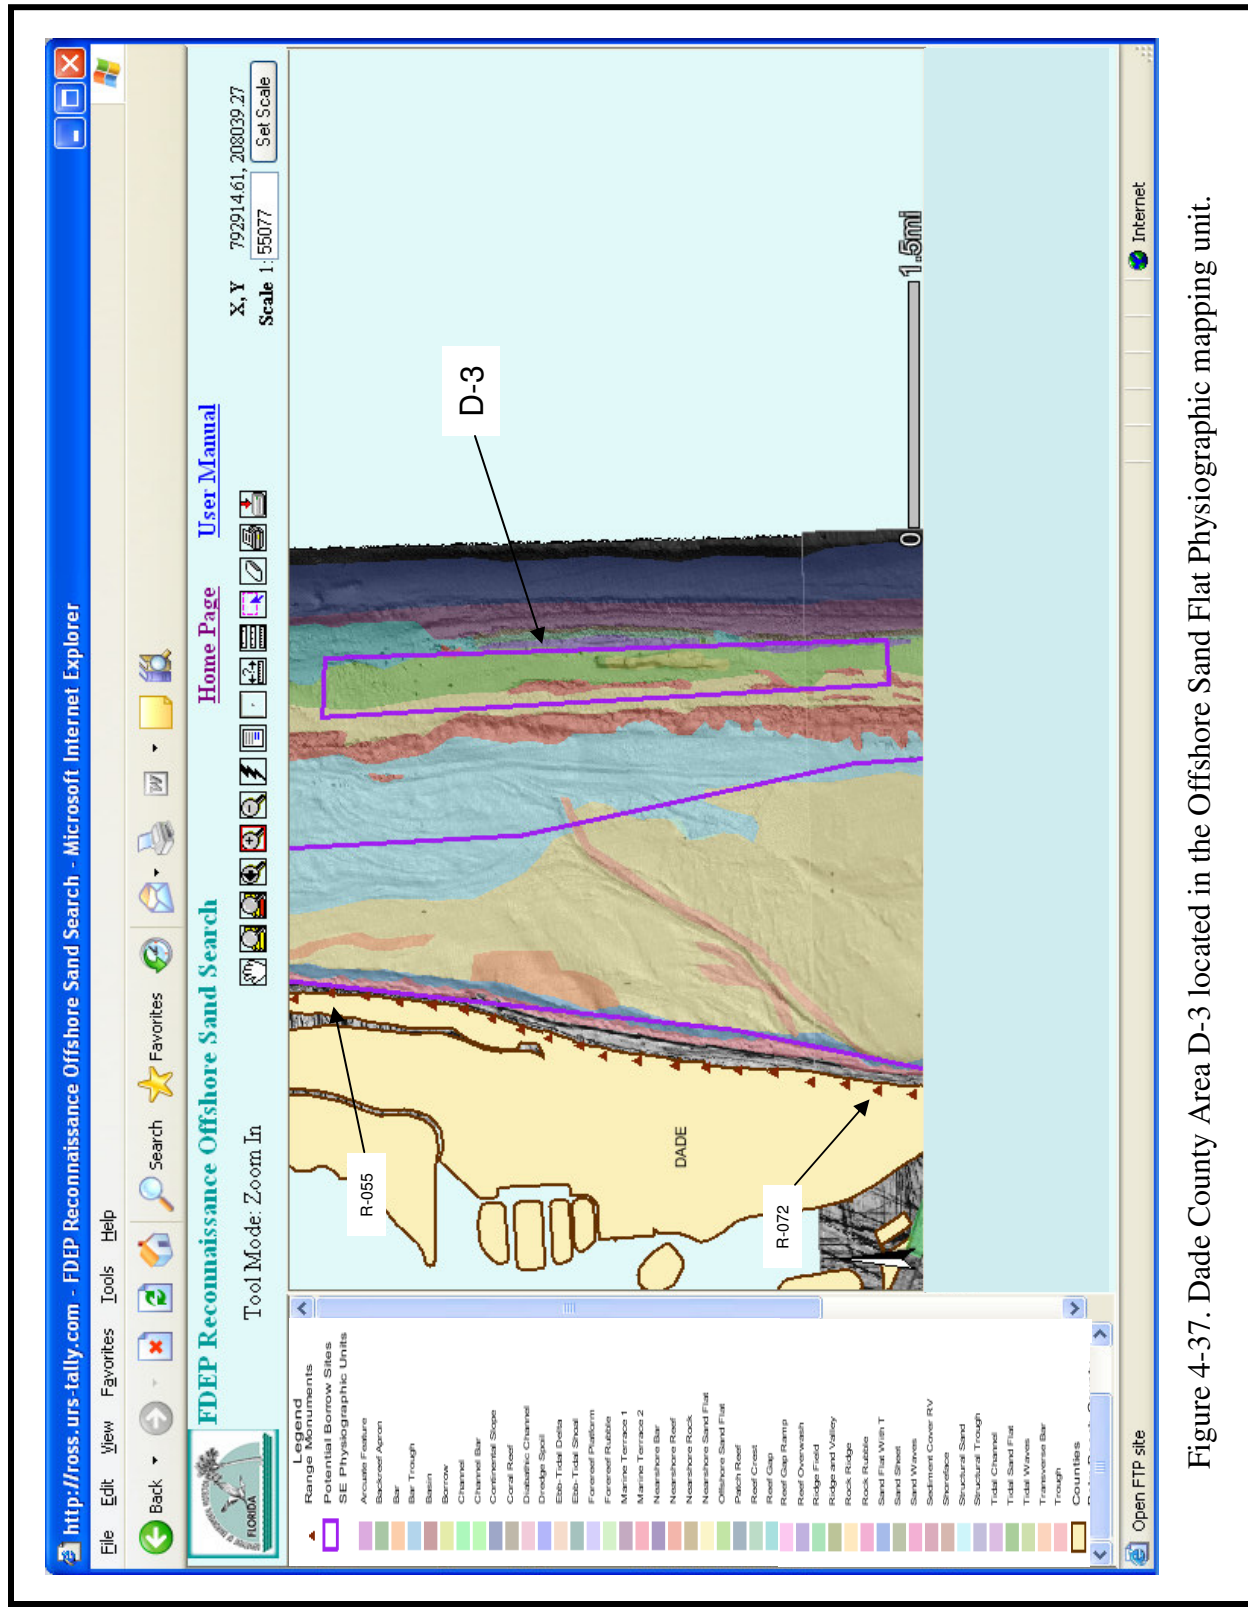 http://ross.urs-tally.com - FDEP Reconnaissance Offshore Sand Search - Microsoft Internet Explorer
File Edit View Favorites Tools Help
Back Search Favorites
FLORIDA
FDEP Reconnaissance Offshore Sand Search
Home Page
User Manual
Tool Mode: Zoom In
X, Y 792914.61, 208039.27
Scale 1: 55077 Set Scale
Legend
Range Monuments
Potential Borrow Sites
SE Physiographic Units
Arcuate Feature
Backreef Apron
Bar
Bar Trough
Basin
Borrow
Channel
Channel Bar
Continental Slope
Coral Reef
Diabathic Channel
Dredge Spoil
Ebb-Tidal Delta
Ebb-Tidal Shoal
Forereef Platform
Forereef Rubble
Marine Terrace 1
Marine Terrace 2
Nearshore Bar
Nearshore Reef
Nearshore Rock
Nearshore Sand Flat
Offshore Sand Flat
Patch Reef
Reef Crest
Reef Gap
Reef Gap Ramp
Reef Overwash
Ridge Field
Ridge and Valley
Rock Ridge
Rock Rubble
Sand Flat With T
Sand Sheet
Sand Waves
Sediment Cover RV
Shoreface
Structural Sand
Structural Trough
Tidal Channel
Tidal Sand Flat
Tidal Waves
Transverse Bar
Trough
Counties
R-055
DADE
R-072
D-3
0 1.5mi
Open FTP site
Internet
Figure 4-37. Dade County Area D-3 located in the Offshore Sand Flat Physiographic mapping unit.